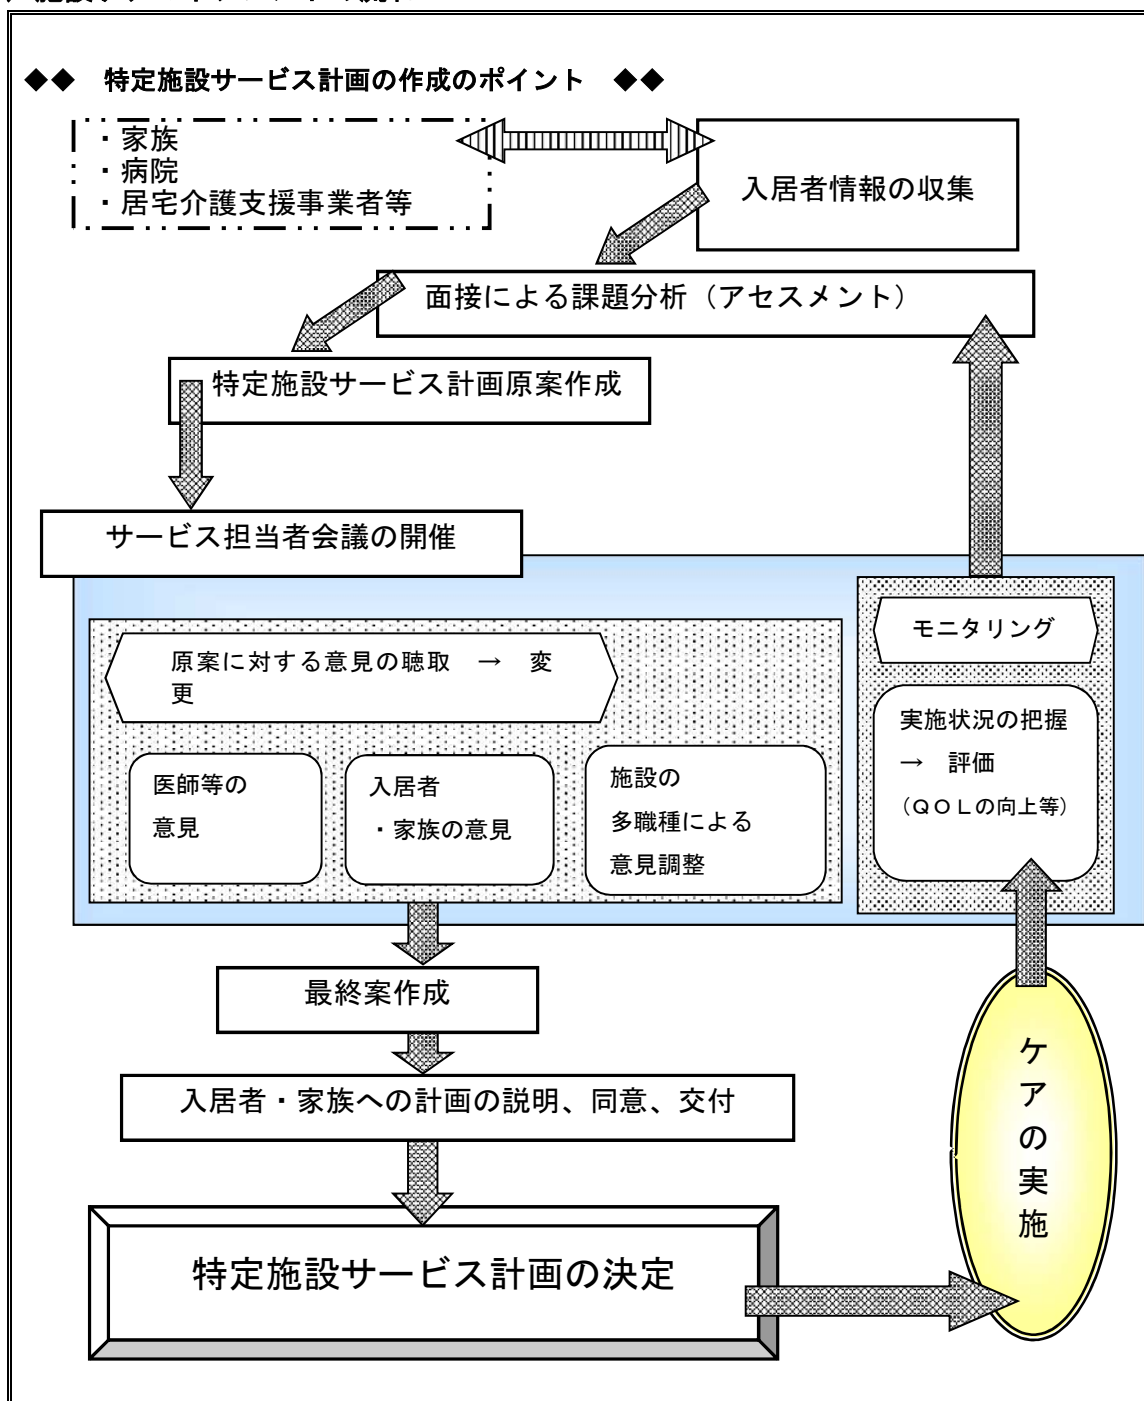 ◆◆　特定施設サービス計画の作成のポイント　◆◆
・家族
・病院
・居宅介護支援事業者等
入居者情報の収集
面接による課題分析（アセスメント）
特定施設サービス計画原案作成
サービス担当者会議の開催
モニタリング
原案に対する意見の聴取　→　変
更
実施状況の把握
→　評価
（ＱＯＬの向上等）
医師等の
意見
入居者
・家族の意見
施設の
多職種による
意見調整
最終案作成
入居者・家族への計画の説明、同意、交付
ケアの実施
特定施設サービス計画の決定